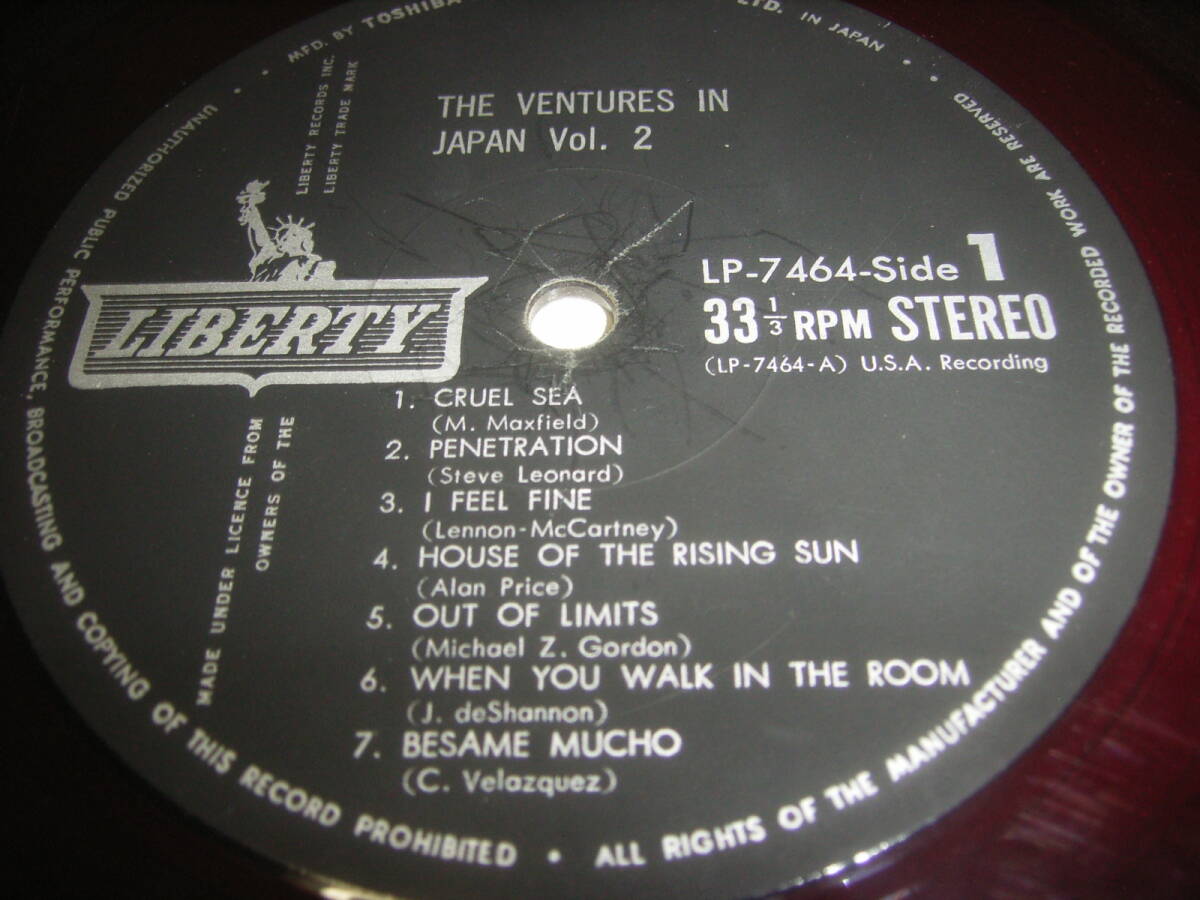 MFD. BY TOSHIBA
LTD. IN JAPAN
THE VENTURES IN
JAPAN Vol. 2
LIBERTY RECORDS INC.
LIBERTY TRADE MARK
LIBERTY
LP-7464-Side 1
33 1/3 RPM STEREO
(LP-7464-A) U.S.A. Recording
1. CRUEL SEA
(M. Maxfield)
2. PENETRATION
(Steve Leonard)
3. I FEEL FINE
(Lennon-McCartney)
4. HOUSE OF THE RISING SUN
(Alan Price)
5. OUT OF LIMITS
(Michael Z. Gordon)
6. WHEN YOU WALK IN THE ROOM
(J. deShannon)
7. BESAME MUCHO
(C. Velazquez)
MADE UNDER LICENCE FROM
OWNERS OF THE
UNAUTHORIZED PUBLIC PERFORMANCE, BROADCASTING AND COPYING OF THIS RECORD PROHIBITED • ALL RIGHTS OF THE MANUFACTURER AND OF THE OWNER OF THE RECORDED WORK ARE RESERVED